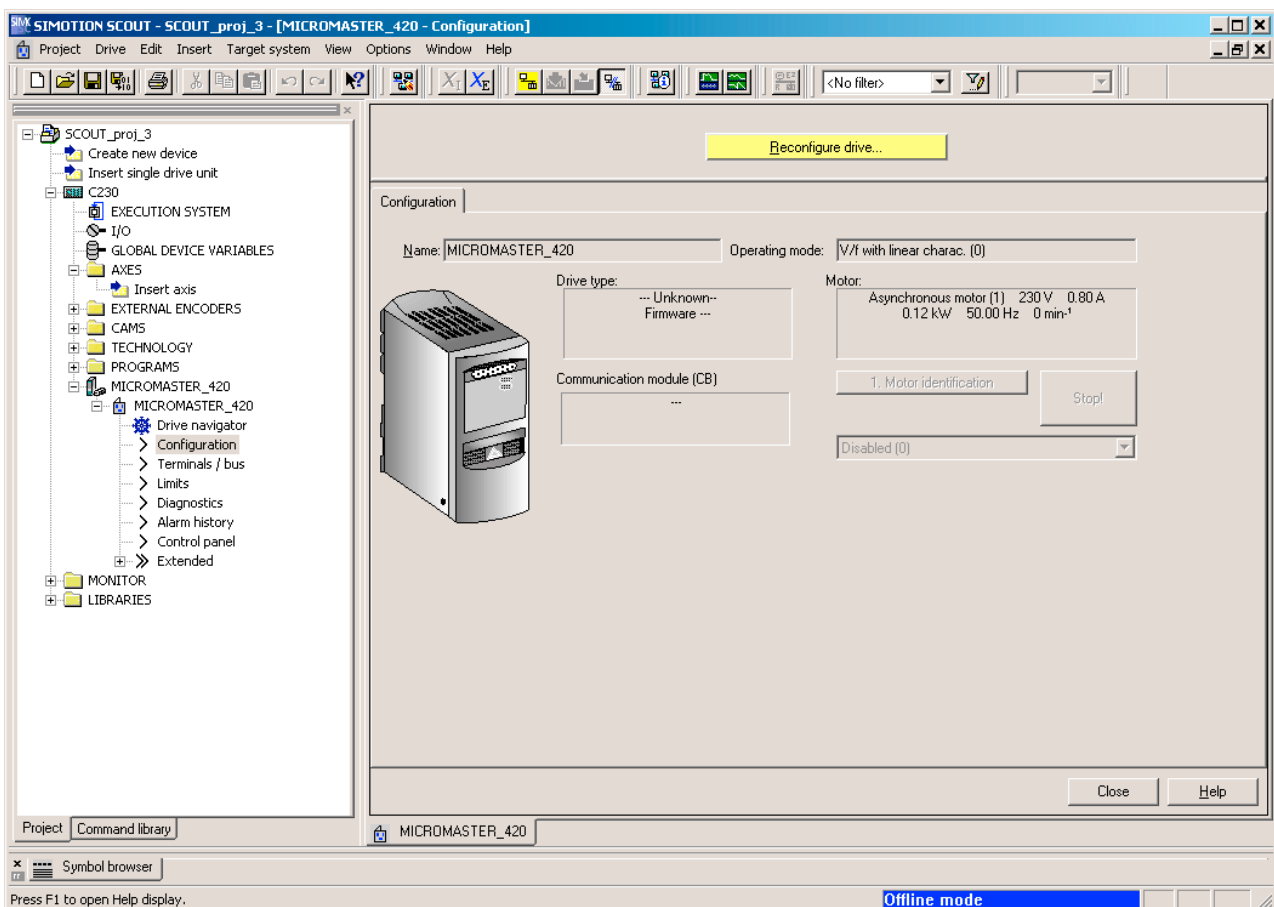 SIMOTION SCOUT - SCOUT_proj_3 - [MICROMASTER_420 - Configuration]
Project Drive Edit Insert Target system View Options Window Help
<No filter>
SCOUT_proj_3
Create new device
Insert single drive unit
C230
EXECUTION SYSTEM
I/O
GLOBAL DEVICE VARIABLES
AXES
Insert axis
EXTERNAL ENCODERS
CAMS
TECHNOLOGY
PROGRAMS
MICROMASTER_420
MICROMASTER_420
Drive navigator
Configuration
Terminals / bus
Limits
Diagnostics
Alarm history
Control panel
Extended
MONITOR
LIBRARIES
Project Command library
Reconfigure drive...
Configuration
Name: MICROMASTER_420 Operating mode: V/f with linear charac. (0)
Drive type:
--- Unknown--
Firmware ---
Motor:
Asynchronous motor (1) 230 V 0.80 A
0.12 kW 50.00 Hz 0 min-¹
Communication module (CB)
---
1. Motor identification
Stop!
Disabled (0)
Close Help
MICROMASTER_420
Symbol browser
Press F1 to open Help display. Offline mode